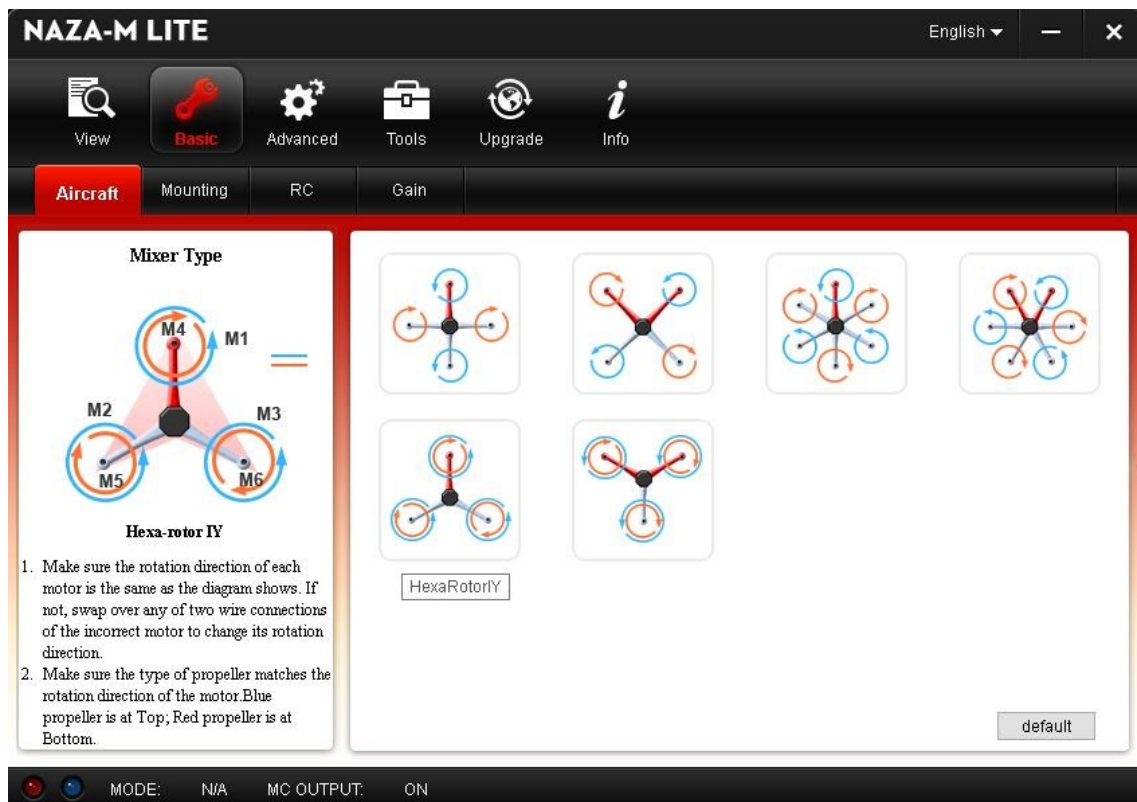 NAZA-M LITE
English
View
Basic
Advanced
Tools
Upgrade
Info
Aircraft
Mounting
RC
Gain
Mixer Type
M4
M1
M2
M3
M5
M6
Hexa-rotor IY
1. Make sure the rotation direction of each
motor is the same as the diagram shows. If
not, swap over any of two wire connections
of the incorrect motor to change its rotation
direction.
2. Make sure the type of propeller matches the
rotation direction of the motor.Blue
propeller is at Top; Red propeller is at
Bottom.
HexaRotorIY
default
MODE: N/A MC OUTPUT: ON